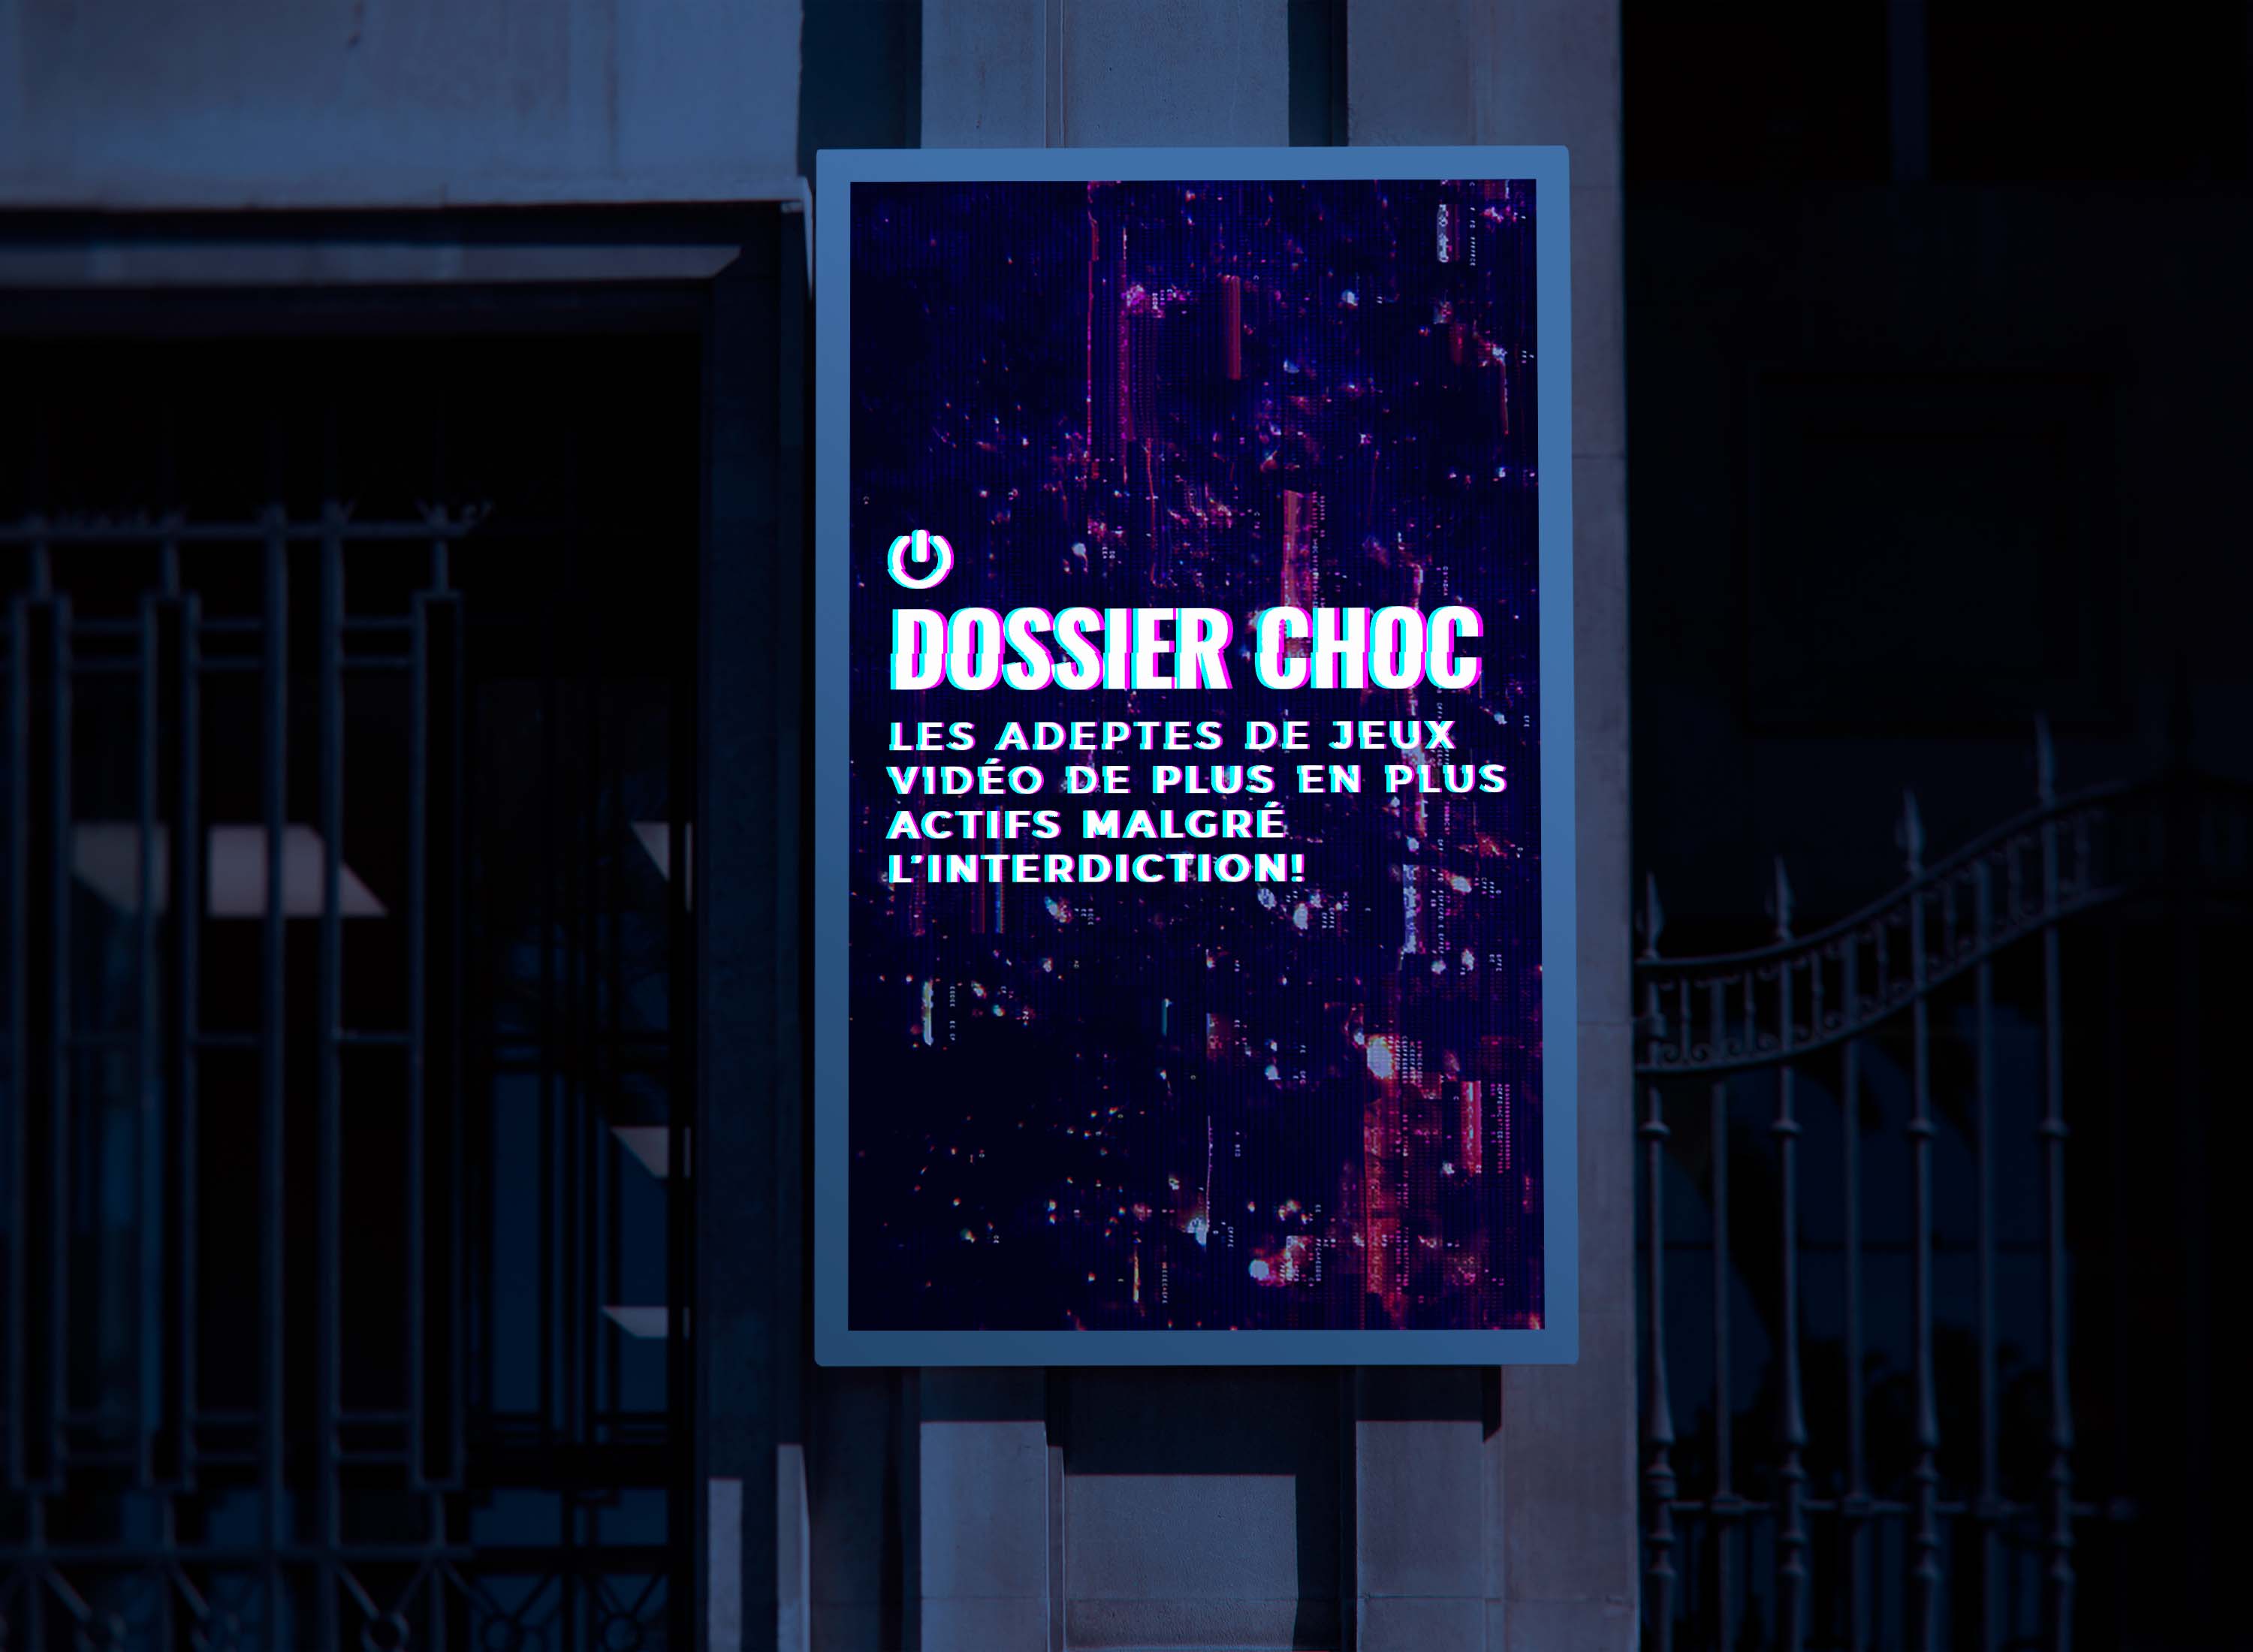 DOSSIER CHOC
LES ADEPTES DE JEUX
VIDÉO DE PLUS EN PLUS
ACTIFS MALGRÉ
L'INTERDICTION!